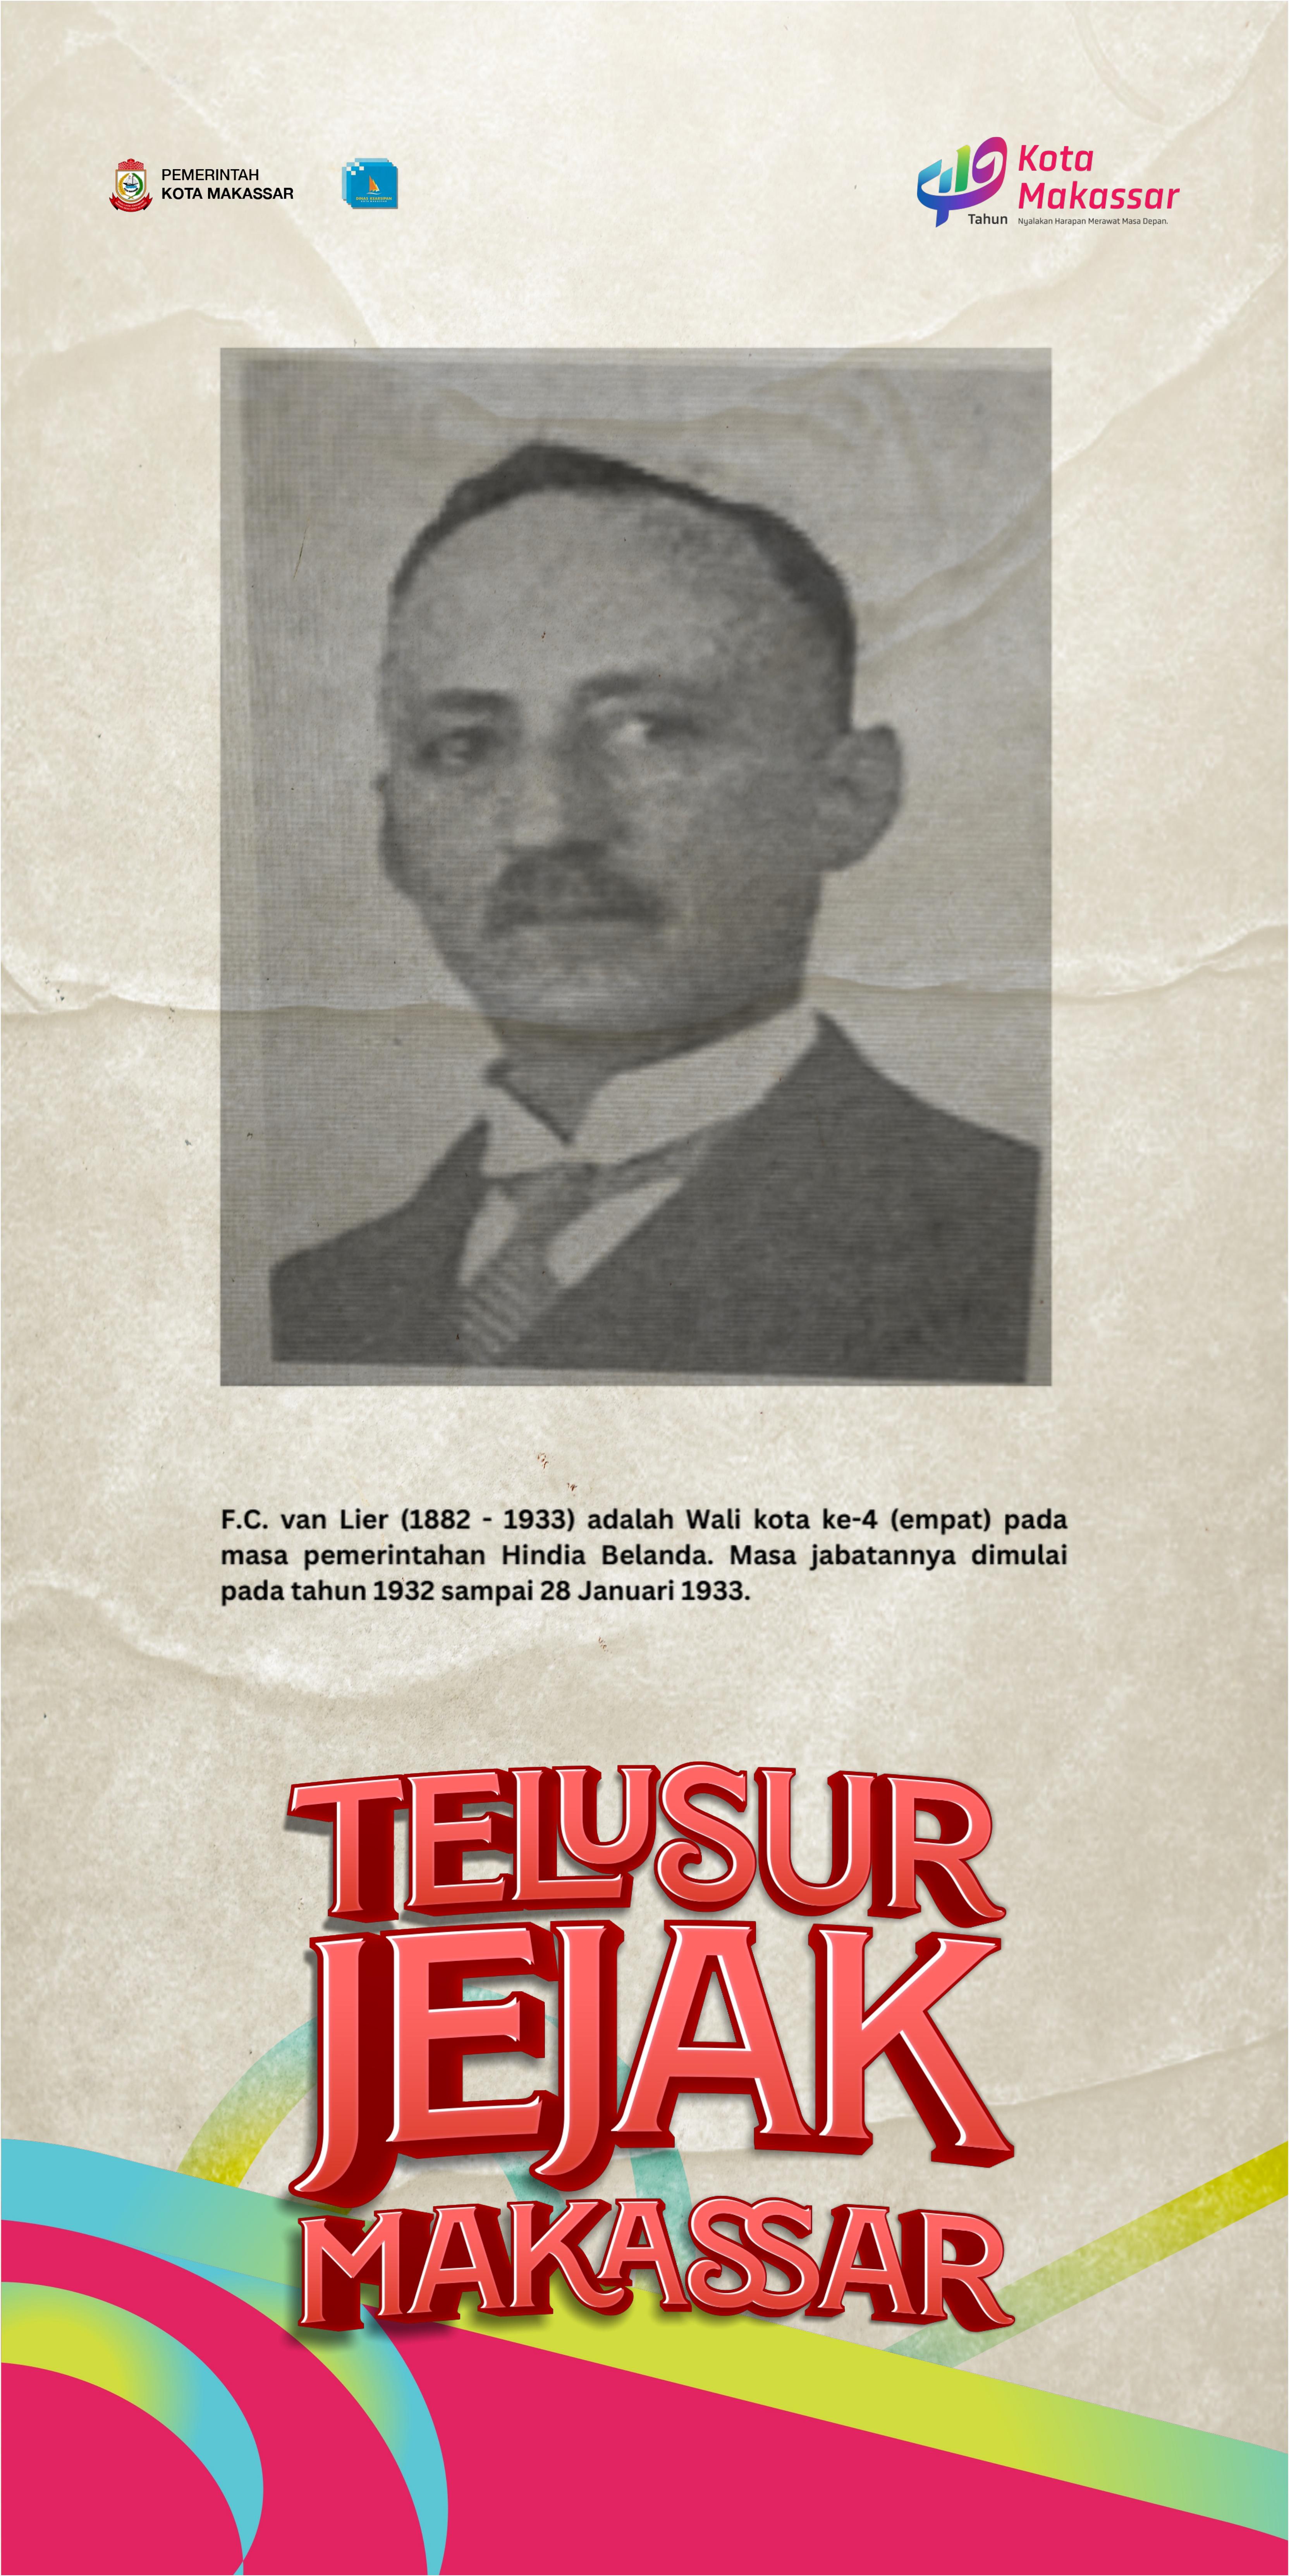 PEMERINTAH
KOTA MAKASSAR
419
Kota
Makassar
Tahun
Nyalakan Harapan Merawat Masa Depan.
F.C. van Lier (1882 - 1933) adalah Wali kota ke-4 (empat) pada
masa pemerintahan Hindia Belanda. Masa jabatannya dimulai
pada tahun 1932 sampai 28 Januari 1933.
TELUSUR
JEJAK
MAKASSAR